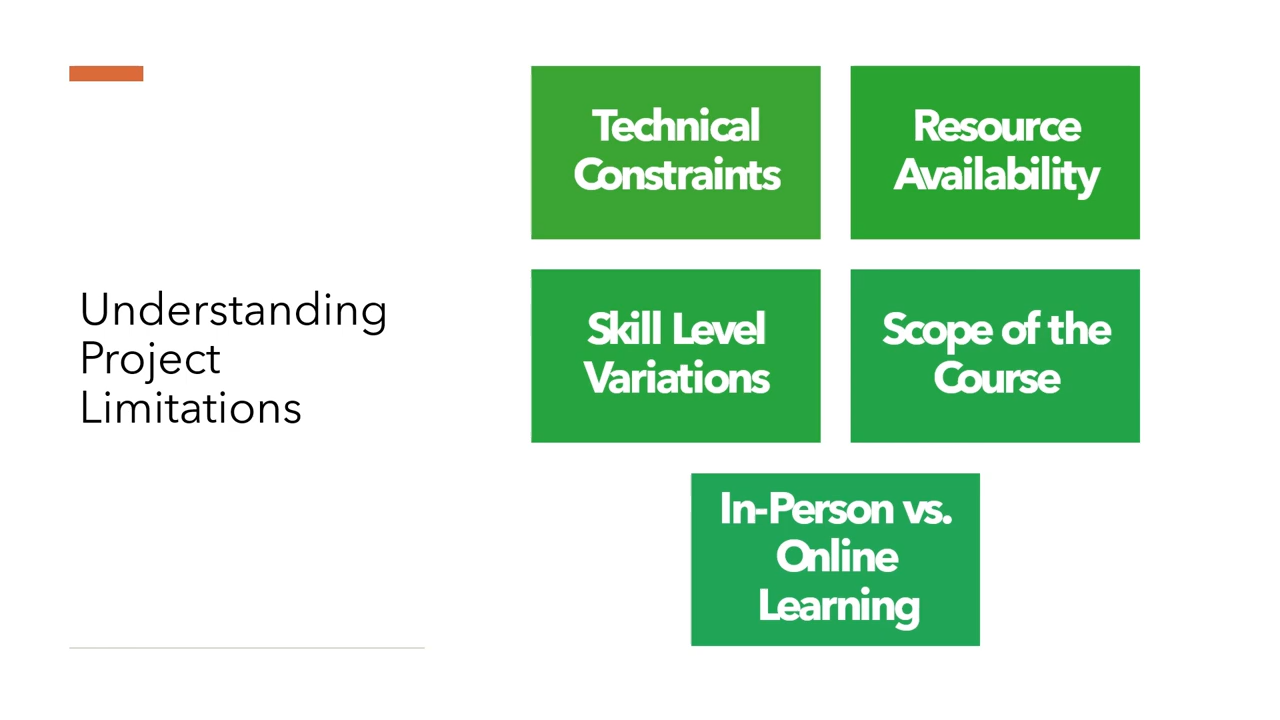 Understanding
Project
Limitations
Technical
Constraints
Resource
Availability
Skill Level
Variations
Scope of the
Course
In-Person vs.
Online
Learning